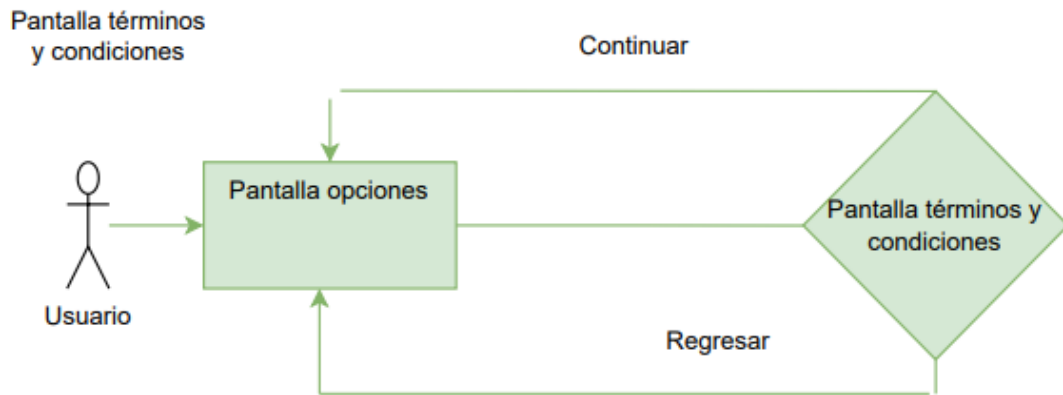 Pantalla términos
y condiciones
Continuar
Pantalla opciones
Pantalla términos y
condiciones
Usuario
Regresar